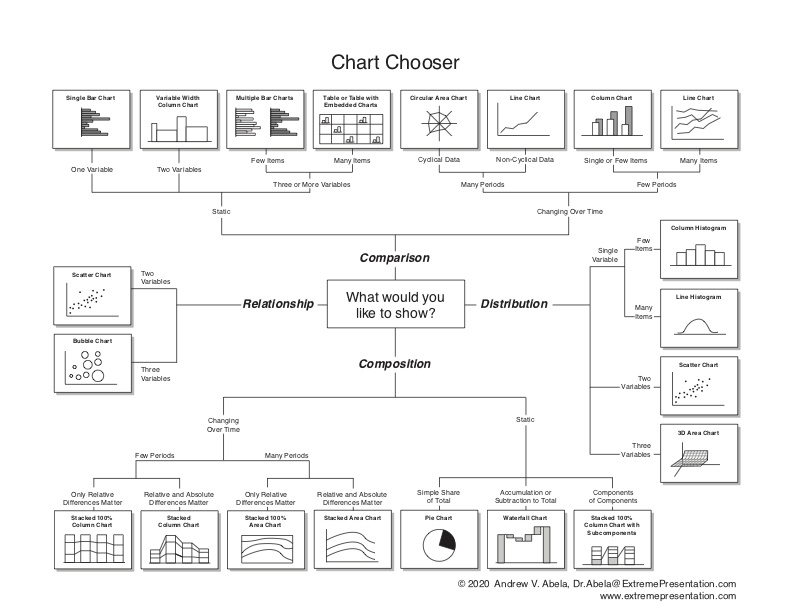 Chart Chooser
Single Bar Chart
Variable Width
Column Chart
Multiple Bar Charts
Table or Table with
Embedded Charts
Circular Area Chart
Line Chart
Column Chart
Line Chart
One Variable
Two Variables
Few Items
Many Items
Cyclical Data
Non-Cyclical Data
Single or Few Items
Many Items
Three or More Variables
Many Periods
Few Periods
Static
Changing Over Time
Comparison
Column Histogram
Few
Items
Single
Variable
Line Histogram
Many
Items
Scatter Chart
Two
Variables
Relationship
What would you
like to show?
Distribution
Bubble Chart
Three
Variables
Scatter Chart
Two
Variables
3D Area Chart
Three
Variables
Composition
Changing
Over Time
Static
Few Periods
Many Periods
Only Relative
Differences Matter
Relative and Absolute
Differences Matter
Only Relative
Differences Matter
Relative and Absolute
Differences Matter
Simple Share
of Total
Accumulation or
Subtraction to Total
Components
of Components
Stacked 100%
Column Chart
Stacked
Column Chart
Stacked 100%
Area Chart
Stacked Area Chart
Pie Chart
Waterfall Chart
Stacked 100%
Column Chart with
Subcomponents
© 2020 Andrew V. Abela, Dr.Abela@ExtremePresentation.com
www.extremepresentation.com